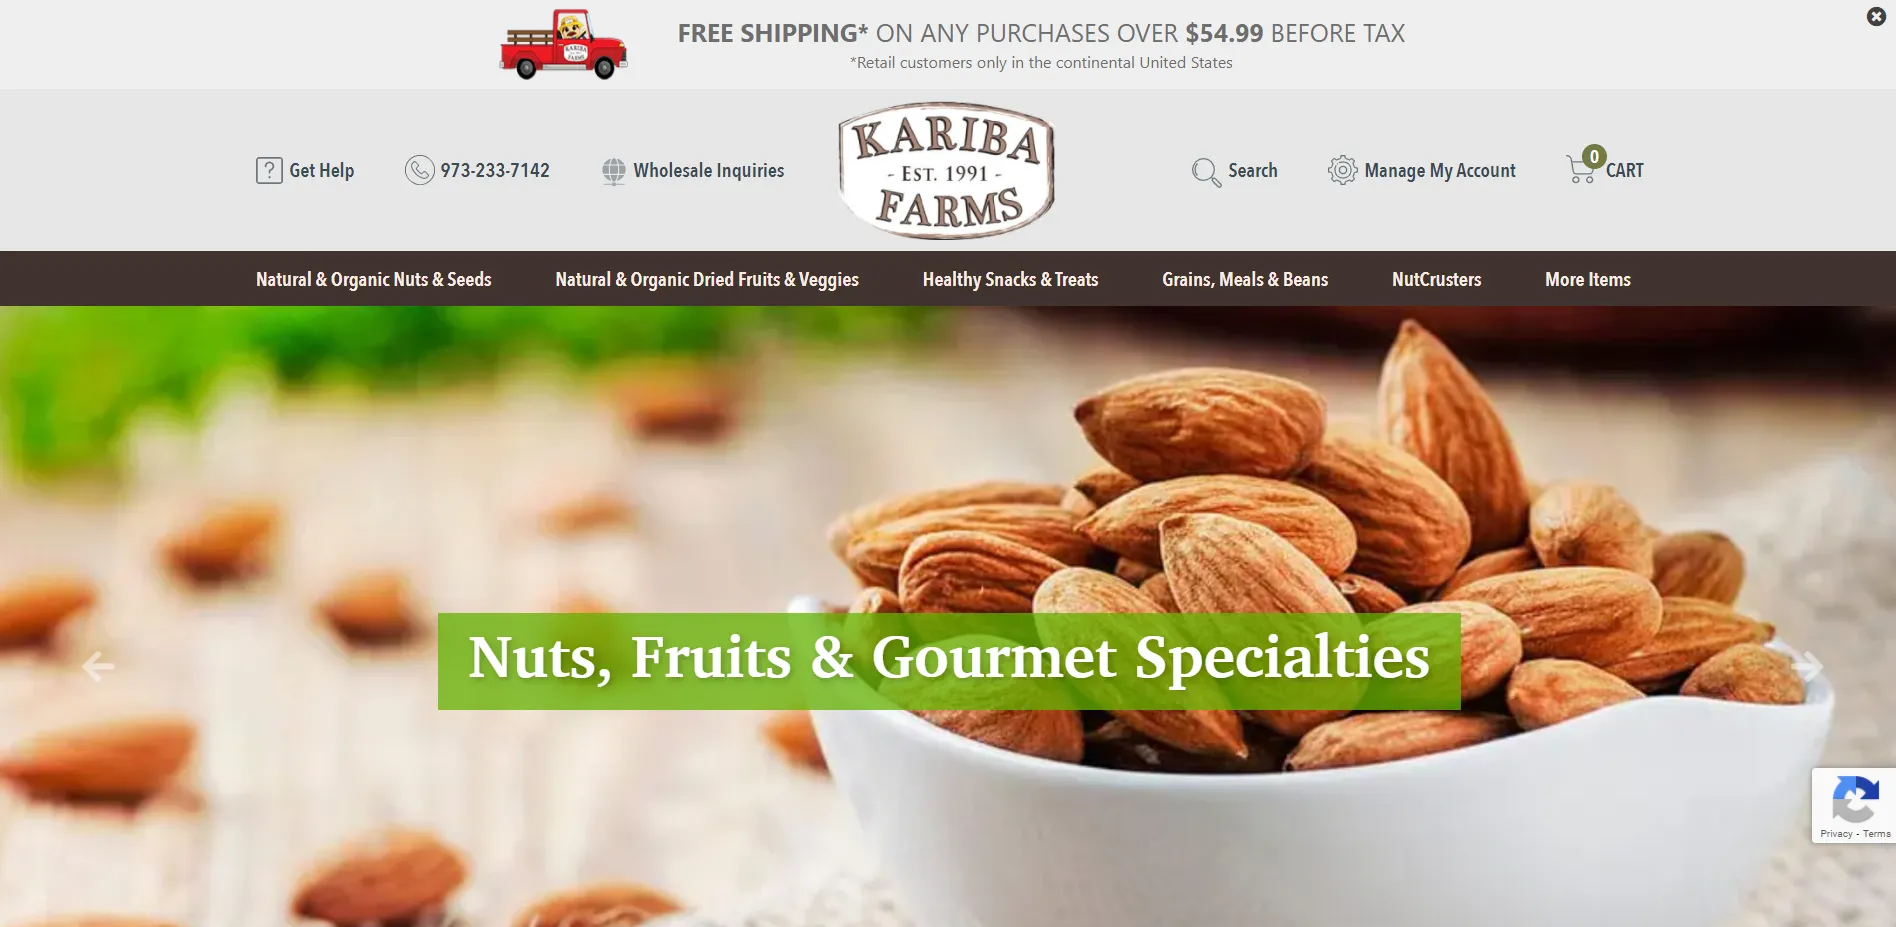 FREE SHIPPING* ON ANY PURCHASES OVER $54.99 BEFORE TAX
*Retail customers only in the continental United States
KARIBA
FARMS
Get Help
973-233-7142
Wholesale Inquiries
KARIBA
- EST. 1991 -
FARMS
Search
Manage My Account
0
CART
Natural & Organic Nuts & Seeds
Natural & Organic Dried Fruits & Veggies
Healthy Snacks & Treats
Grains, Meals & Beans
NutCrusters
More Items
Nuts, Fruits & Gourmet Specialties
Privacy - Terms